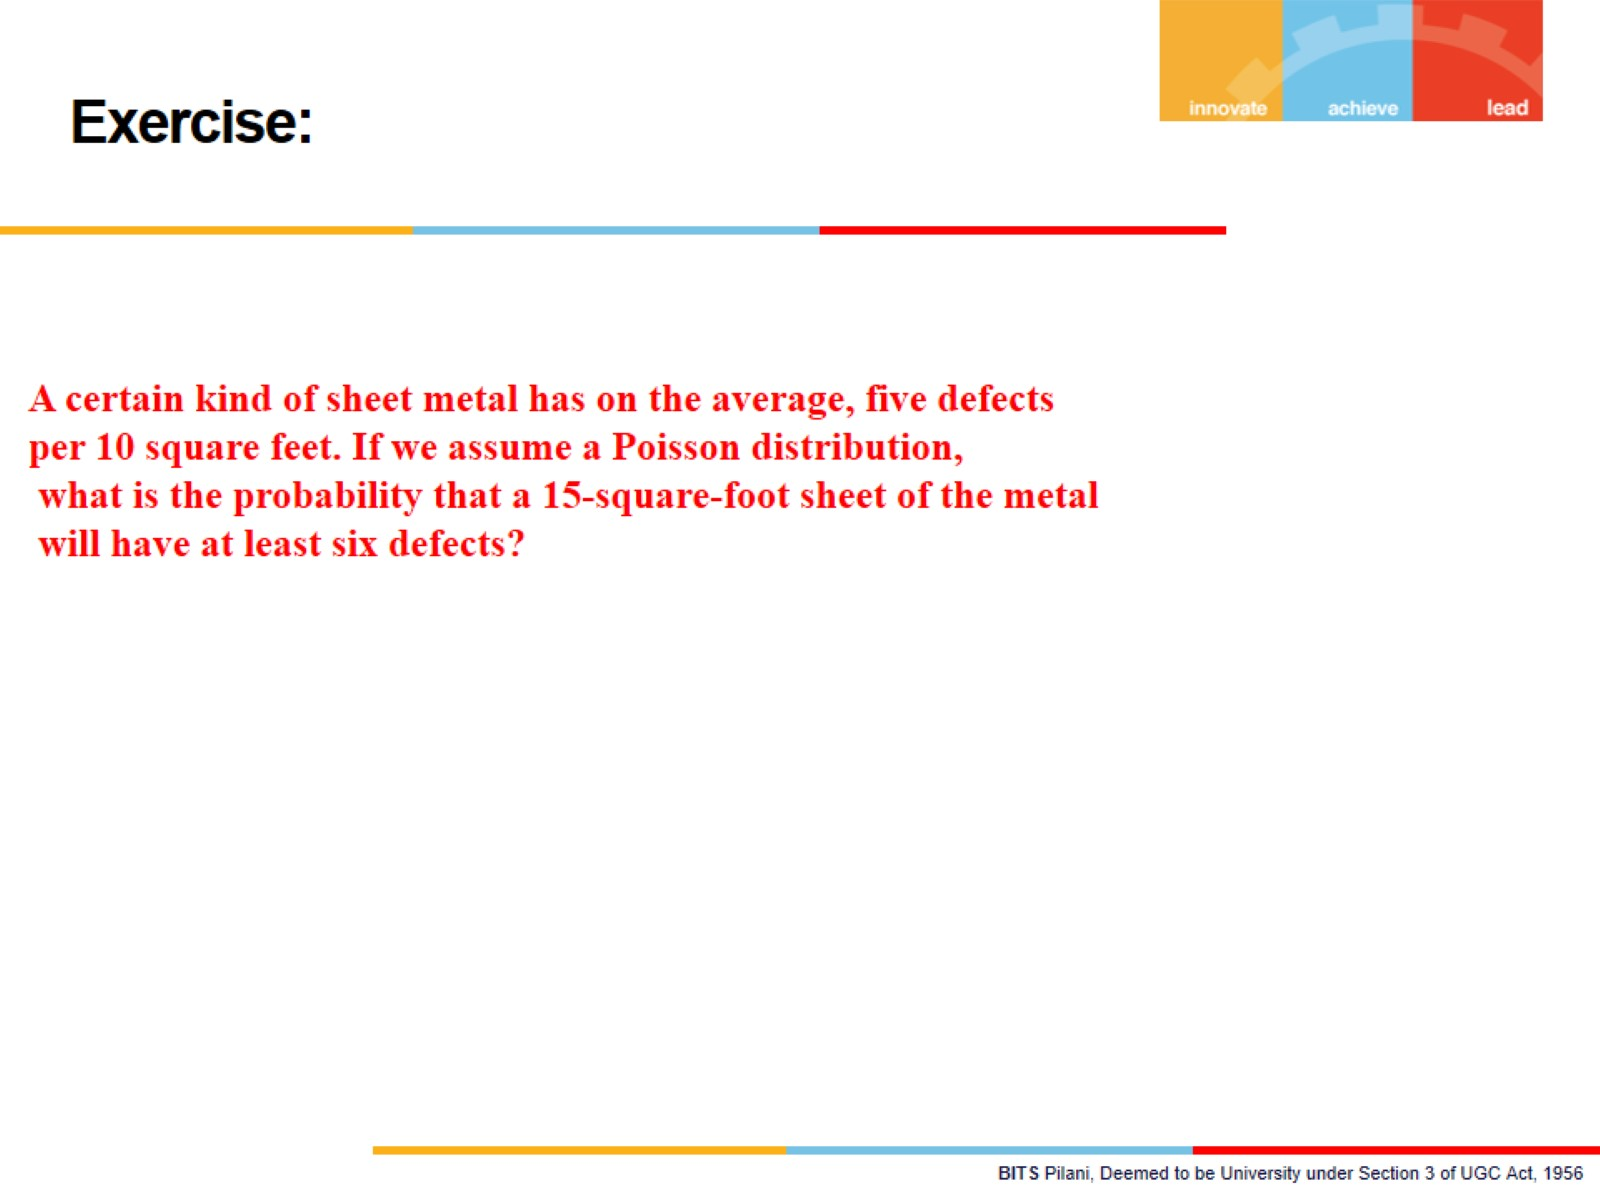 innovate achieve lead
Exercise:
A certain kind of sheet metal has on the average, five defects
per 10 square feet. If we assume a Poisson distribution,
what is the probability that a 15-square-foot sheet of the metal
will have at least six defects?
BITS Pilani, Deemed to be University under Section 3 of UGC Act, 1956